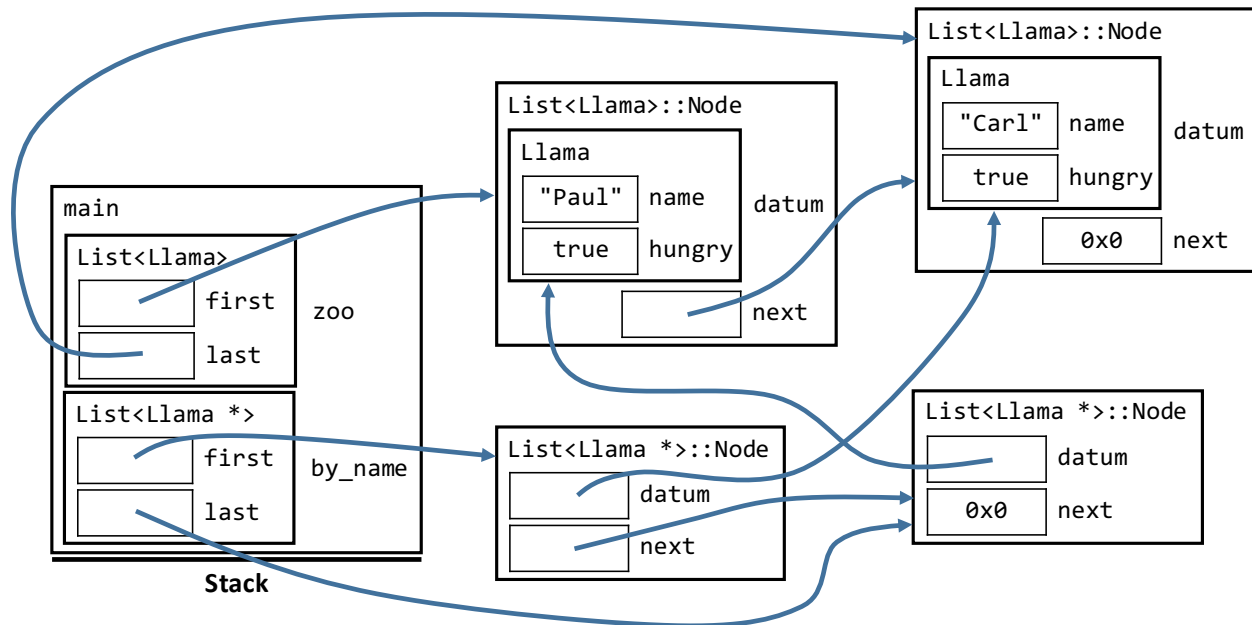 main
List<Llama>
first
last
zoo
List<Llama *>
first
last
by_name
Stack
List<Llama>::Node
Llama
"Paul" name
true hungry
datum
next
List<Llama>::Node
Llama
"Carl" name
true hungry
datum
0x0 next
List<Llama *>::Node
datum
next
List<Llama *>::Node
datum
0x0 next